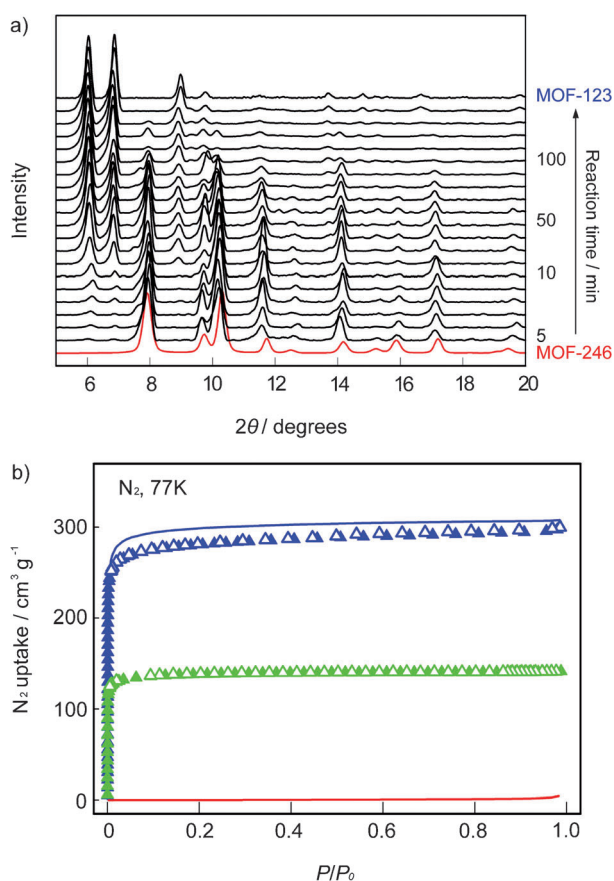 a)
Intensity
MOF-123
100
50
10
5
MOF-246
Reaction time / min
6 8 10 12 14 16 18 20
2θ / degrees
b)
N₂, 77K
N₂ uptake / cm³ g⁻¹
300
200
100
0
0 0.2 0.4 0.6 0.8 1.0
P/P₀